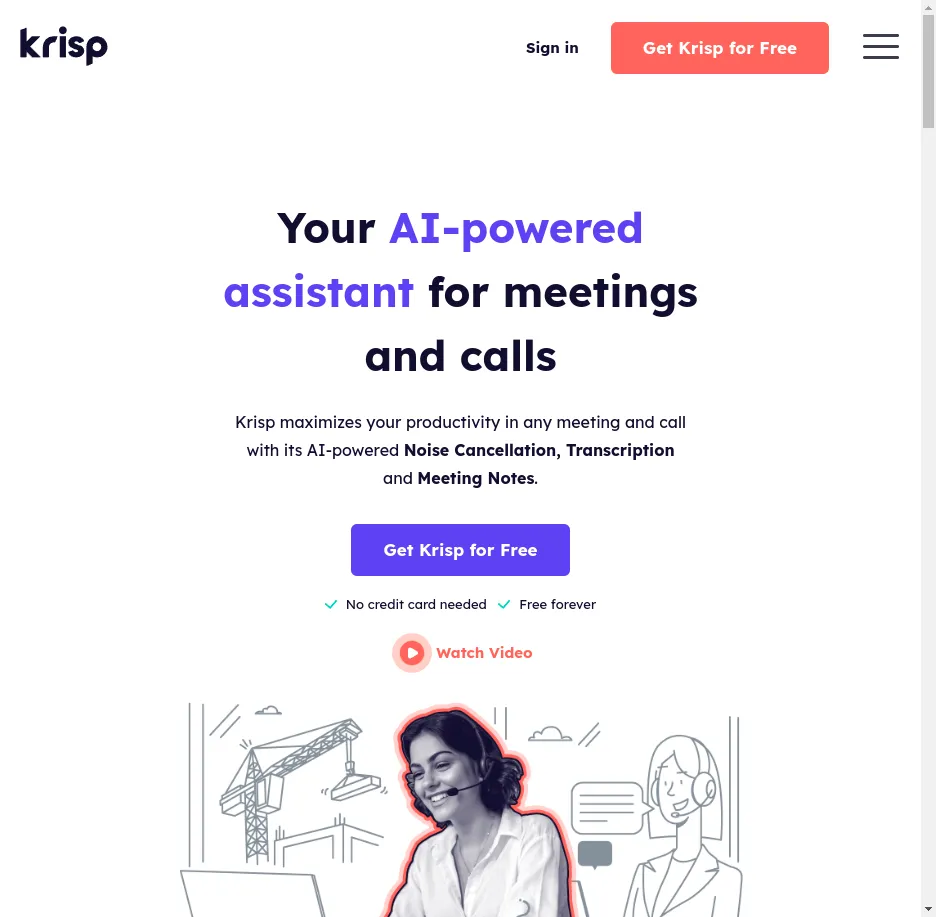 krisp
Sign in
Get Krisp for Free
Your AI-powered
assistant for meetings
and calls
Krisp maximizes your productivity in any meeting and call
with its AI-powered Noise Cancellation, Transcription
and Meeting Notes.
Get Krisp for Free
No credit card needed
Free forever
Watch Video